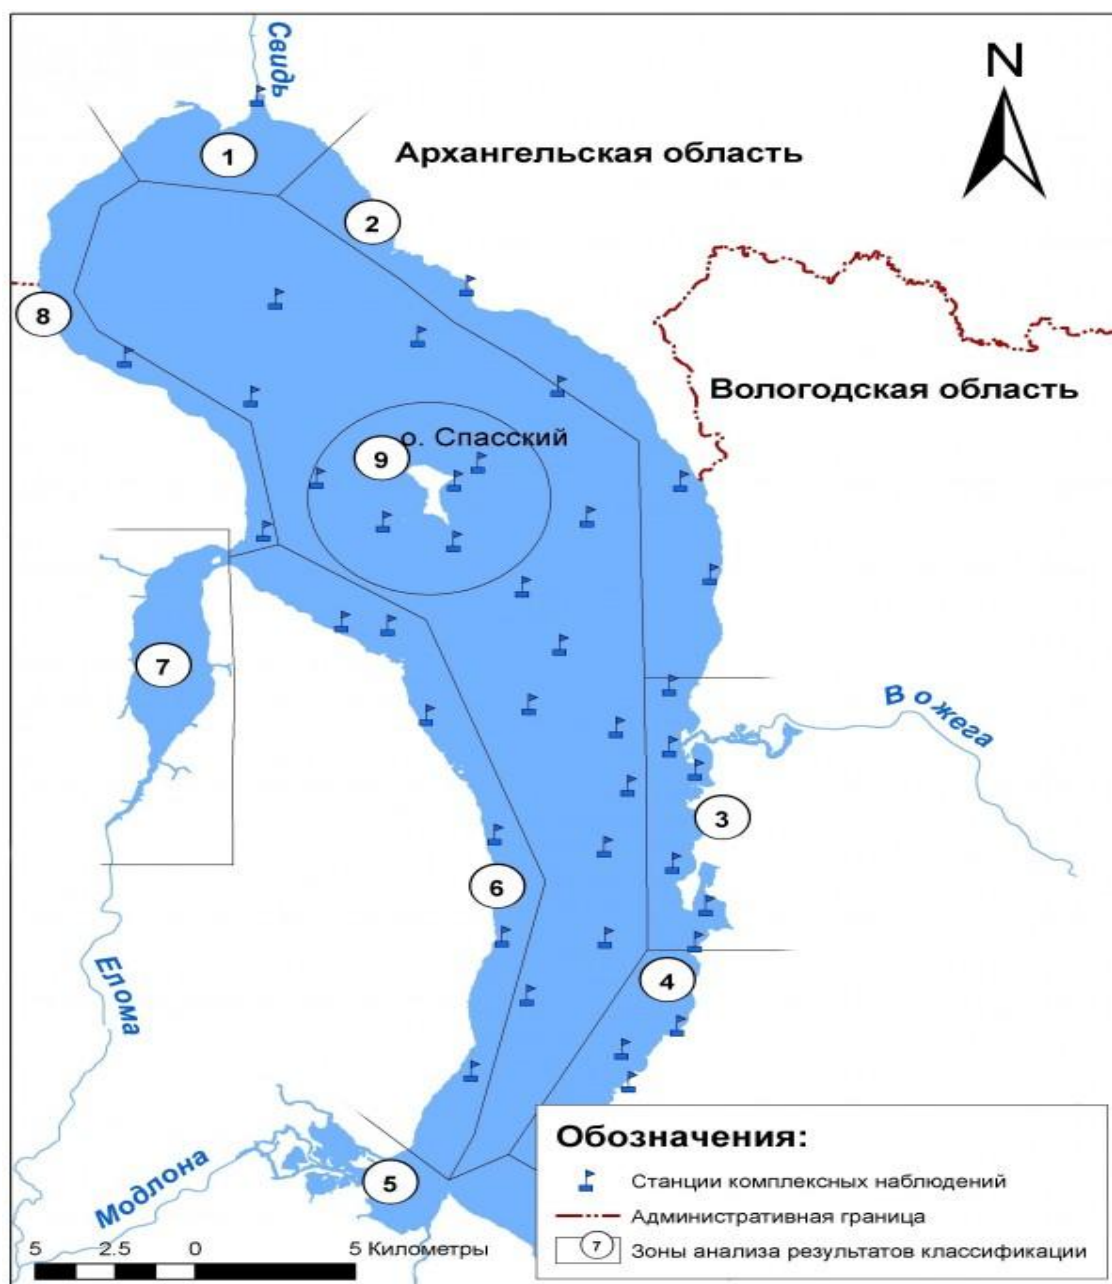 Свидь
N
1
Архангельская область
2
8
Вологодская область
о. Спасский
9
7
Вожега
3
6
4
Елома
Модлона
5
Обозначения:
Станции комплексных наблюдений
Административная граница
7 Зоны анализа результатов классификации
5 2.5 0 5 Километры